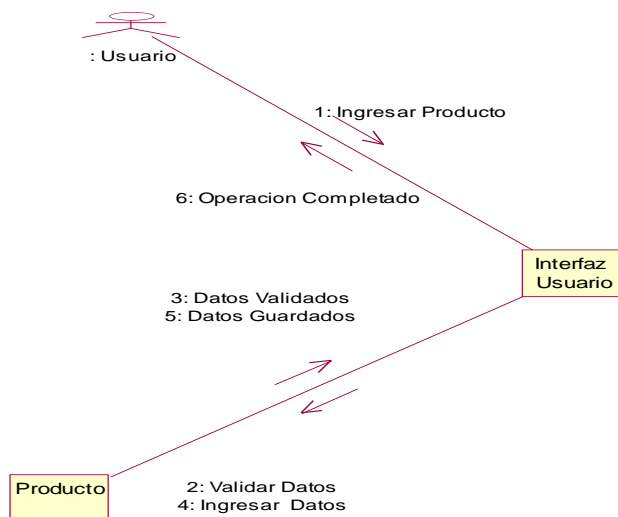 : Usuario
1: Ingresar Producto
6: Operacion Completado
Interfaz
Usuario
3: Datos Validados
5: Datos Guardados
Producto
2: Validar Datos
4: Ingresar Datos